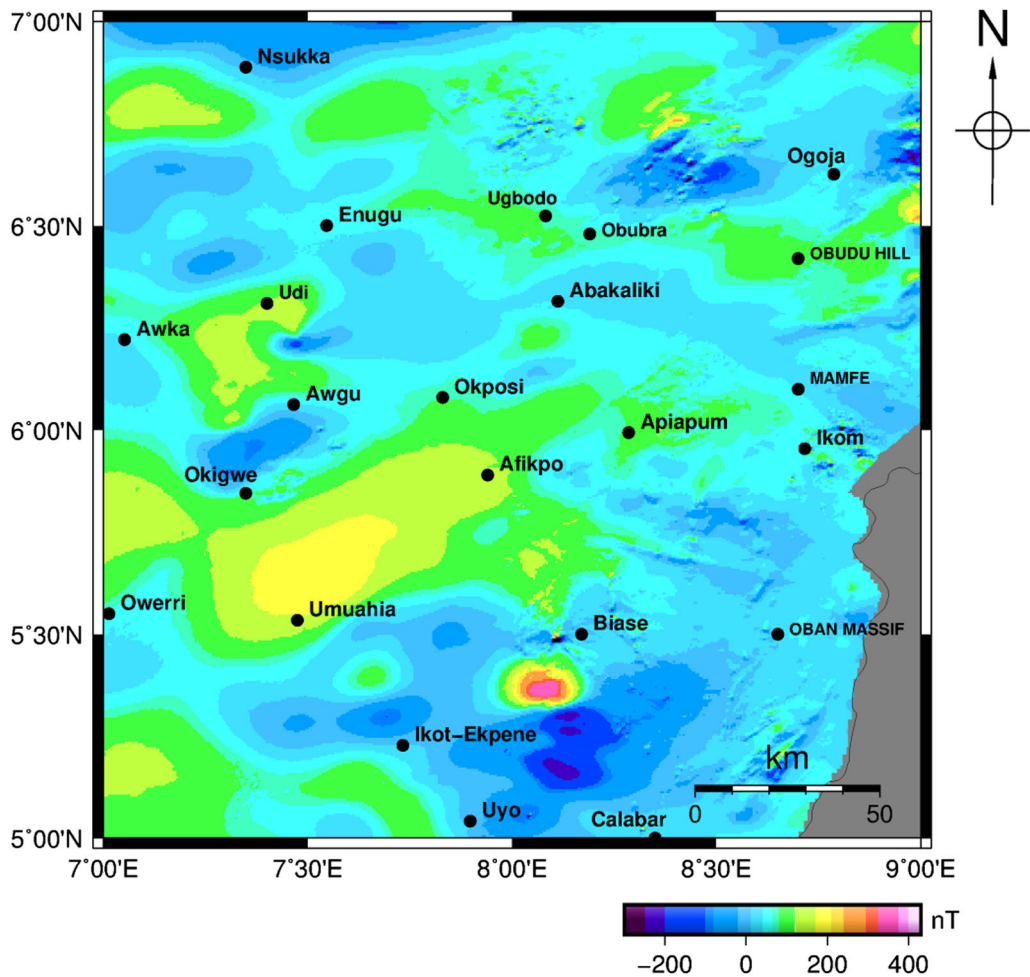 7°00'N
N
Nsukka
Ogoja
Ugbodo
6°30'N
Enugu
Obubra
OBUDU HILL
Udi
Abakaliki
Awka
MAMFE
Awgu
Okposi
Apiapum
6°00'N
Ikom
Afikpo
Okigwe
Owerri
Umuahia
Biase
OBAN MASSIF
5°30'N
Ikot-Ekpene
km
0 50
Uyo
Calabar
5°00'N
7°00'E 7°30'E 8°00'E 8°30'E 9°00'E
nT
-200 0 200 400